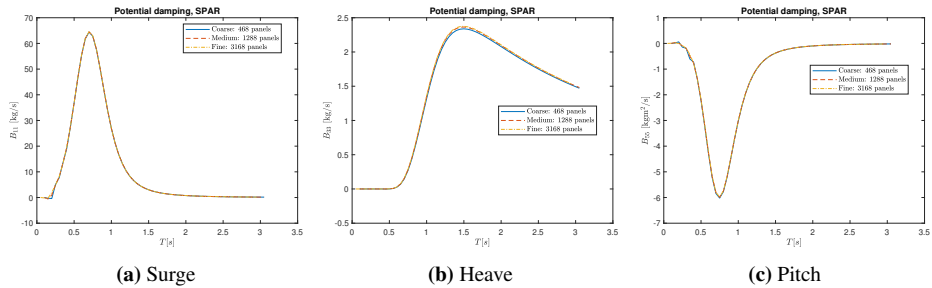 Potential damping, SPAR
70
60
50
40
30
20
10
0
-10
B₁₁ [kg/s]
Coarse: 468 panels
Medium: 1288 panels
Fine: 3168 panels
0 0.5 1 1.5 2 2.5 3 3.5
T[s]
(a) Surge
Potential damping, SPAR
2.5
2
1.5
1
0.5
0
-0.5
B₃₃ [kg/s]
Coarse: 468 panels
Medium: 1288 panels
Fine: 3168 panels
0 0.5 1 1.5 2 2.5 3 3.5
T[s]
(b) Heave
Potential damping, SPAR
1
0
-1
-2
-3
-4
-5
-6
-7
B₅₅ [kgm²/s]
Coarse: 468 panels
Medium: 1288 panels
Fine: 3168 panels
0 0.5 1 1.5 2 2.5 3 3.5
T[s]
(c) Pitch